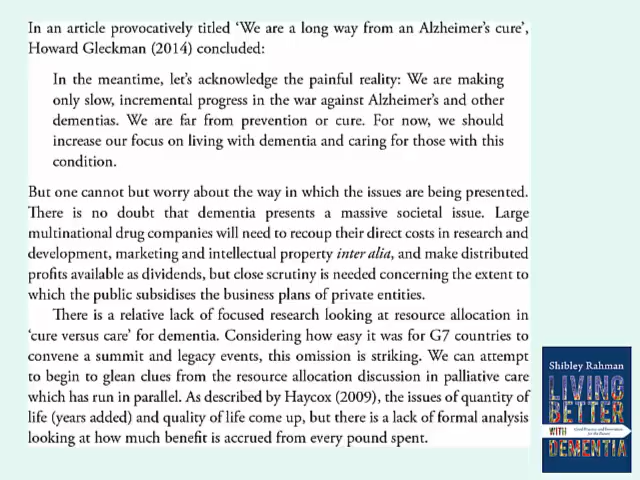 In an article provocatively titled ‘We are a long way from an Alzheimer’s cure’,
Howard Gleckman (2014) concluded:
In the meantime, let’s acknowledge the painful reality: We are making
only slow, incremental progress in the war against Alzheimer’s and other
dementias. We are far from prevention or cure. For now, we should
increase our focus on living with dementia and caring for those with this
condition.
But one cannot but worry about the way in which the issues are being presented.
There is no doubt that dementia presents a massive societal issue. Large
multinational drug companies will need to recoup their direct costs in research and
development, marketing and intellectual property inter alia, and make distributed
profits available as dividends, but close scrutiny is needed concerning the extent to
which the public subsidises the business plans of private entities.
There is a relative lack of focused research looking at resource allocation in
‘cure versus care’ for dementia. Considering how easy it was for G7 countries to
convene a summit and legacy events, this omission is striking. We can attempt
to begin to glean clues from the resource allocation discussion in palliative care
which has run in parallel. As described by Haycox (2009), the issues of quantity of
life (years added) and quality of life come up, but there is a lack of formal analysis
looking at how much benefit is accrued from every pound spent.
Shibley Rahman
LIVING
BETTER
WITH
DEMENTIA